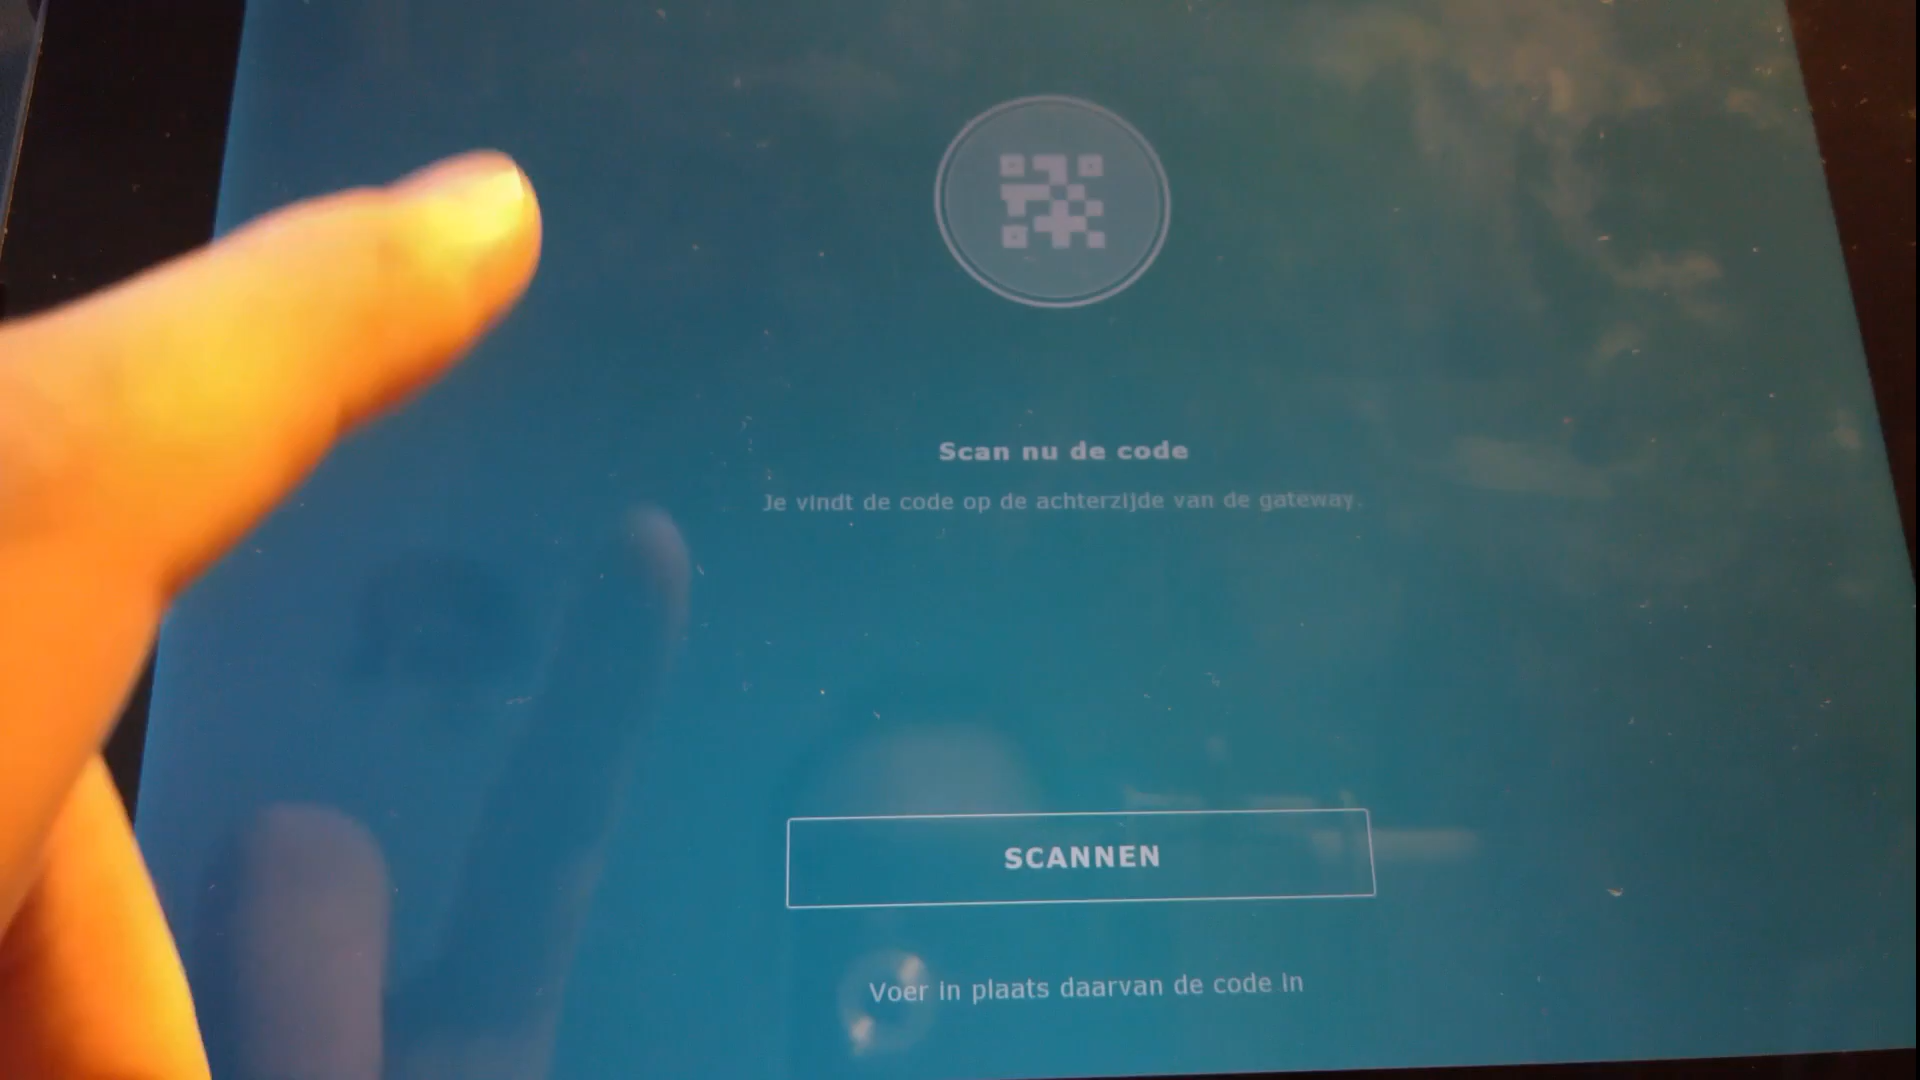 Scan nu de code
Je vindt de code op de achterzijde van de gateway.
SCANNEN
Voer in plaats daarvan de code in